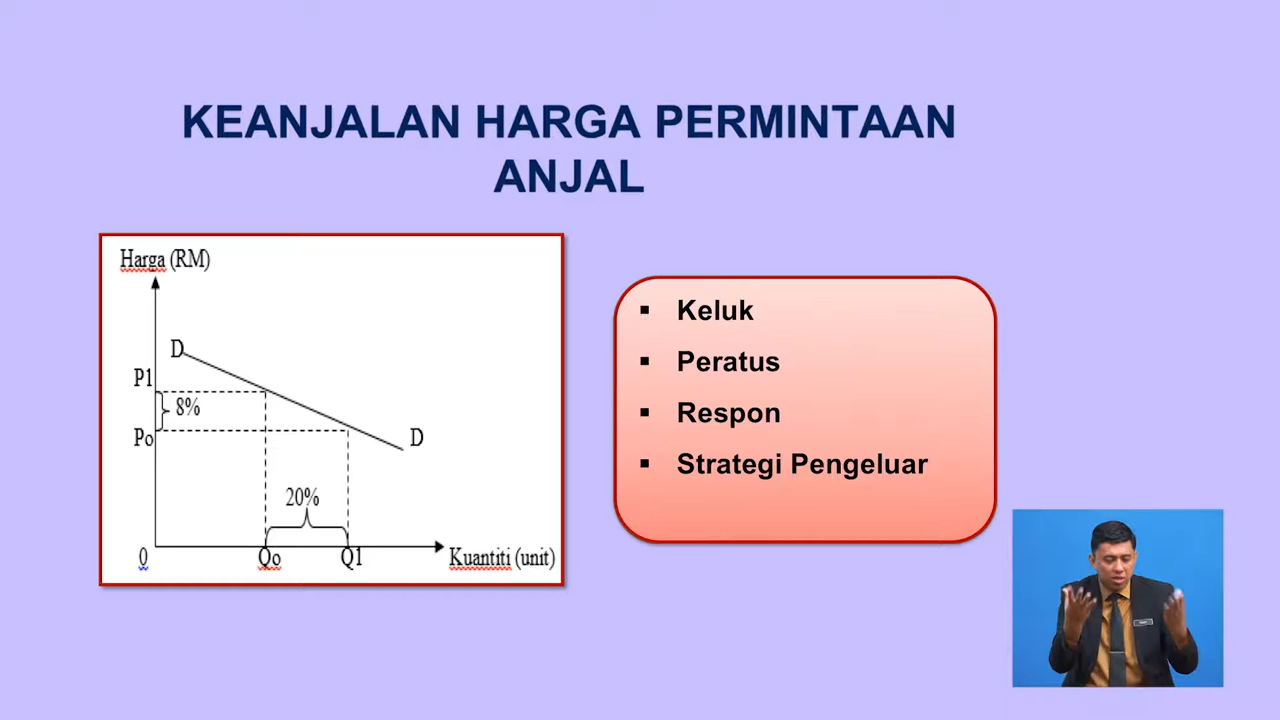 KEANJALAN HARGA PERMINTAAN
ANJAL
Harga (RM)
D
P1
8%
Po
D
20%
0
Qo
Q1
Kuantiti (unit)
▪ Keluk
▪ Peratus
▪ Respon
▪ Strategi Pengeluar